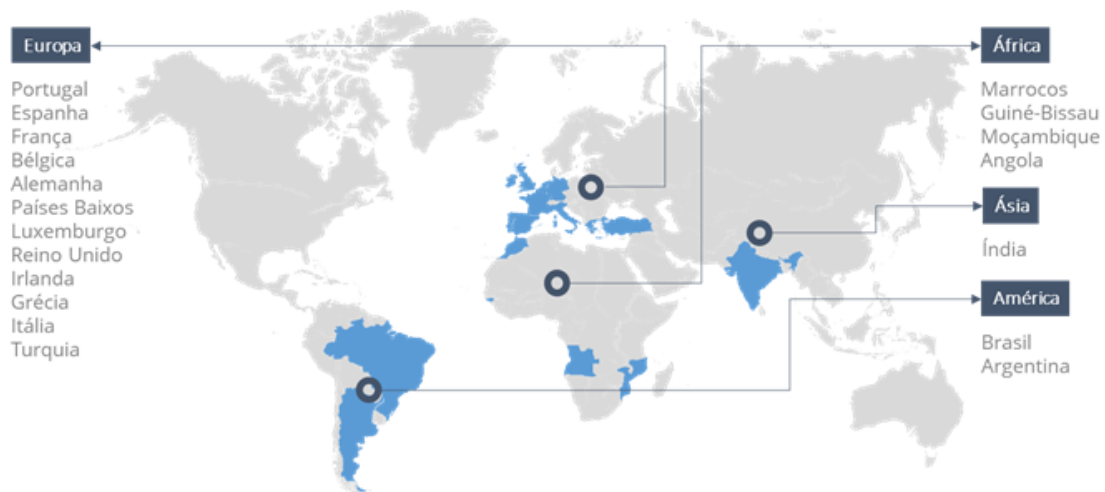 Europa
Portugal
Espanha
França
Bélgica
Alemanha
Países Baixos
Luxemburgo
Reino Unido
Irlanda
Grécia
Itália
Turquia
África
Marrocos
Guiné-Bissau
Moçambique
Angola
Ásia
Índia
América
Brasil
Argentina